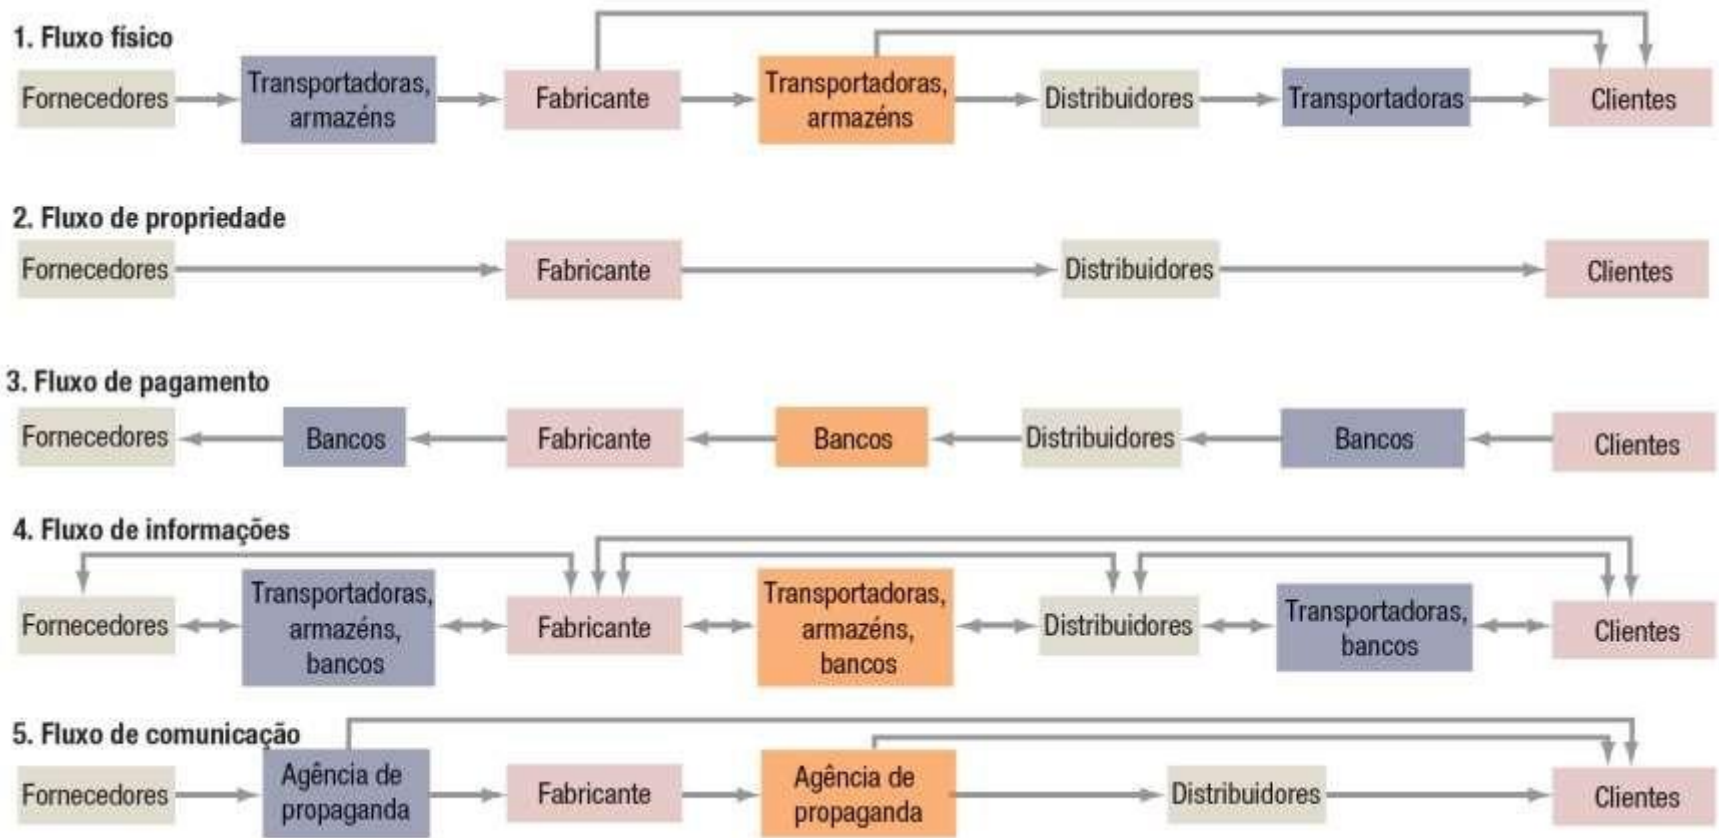 1. Fluxo físico
Fornecedores
Transportadoras,
armazéns
Fabricante
Transportadoras,
armazéns
Distribuidores
Transportadoras
Clientes
2. Fluxo de propriedade
Fornecedores
Fabricante
Distribuidores
Clientes
3. Fluxo de pagamento
Fornecedores
Bancos
Fabricante
Bancos
Distribuidores
Bancos
Clientes
4. Fluxo de informações
Fornecedores
Transportadoras,
armazéns,
bancos
Fabricante
Transportadoras,
armazéns,
bancos
Distribuidores
Transportadoras,
bancos
Clientes
5. Fluxo de comunicação
Fornecedores
Agência de
propaganda
Fabricante
Agência de
propaganda
Distribuidores
Clientes